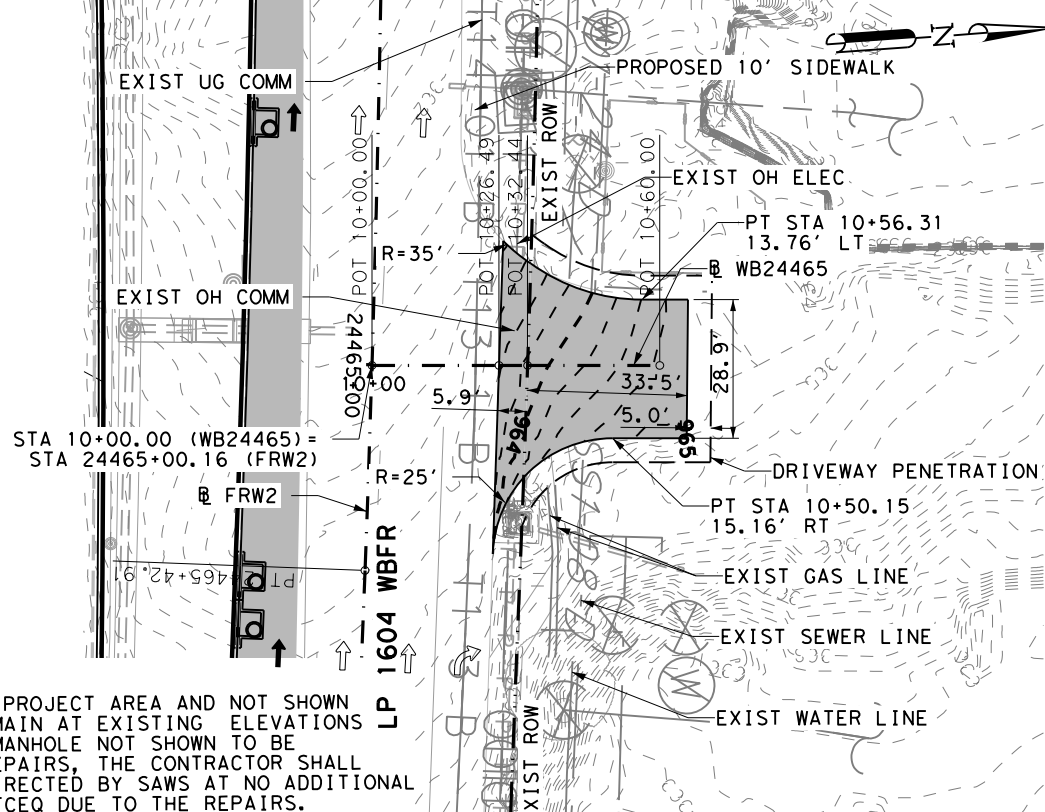 EXIST UG COMM
PROPOSED 10' SIDEWALK
N
EXIST ROW
EXIST OH ELEC
POT 10+00.00
POT 10+26.49
POT 10+32.44
POT 10+60.00
PT STA 10+56.31
13.76' LT
R=35'
℄ WB24465
EXIST OH COMM
24465+00
10+00
5.9'
33.5'
28.9'
5.0'
964
965
STA 10+00.00 (WB24465)=
STA 24465+00.16 (FRW2)
R=25'
DRIVEWAY PENETRATION
℄ FRW2
PT STA 10+50.15
15.16' RT
EXIST GAS LINE
LP 1604 WBFR
EXIST SEWER LINE
EXIST WATER LINE
EXIST ROW
PROJECT AREA AND NOT SHOWN
MAIN AT EXISTING ELEVATIONS
MANHOLE NOT SHOWN TO BE
EPAIRS, THE CONTRACTOR SHALL
RECTED BY SAWS AT NO ADDITIONAL
TCEQ DUE TO THE REPAIRS.